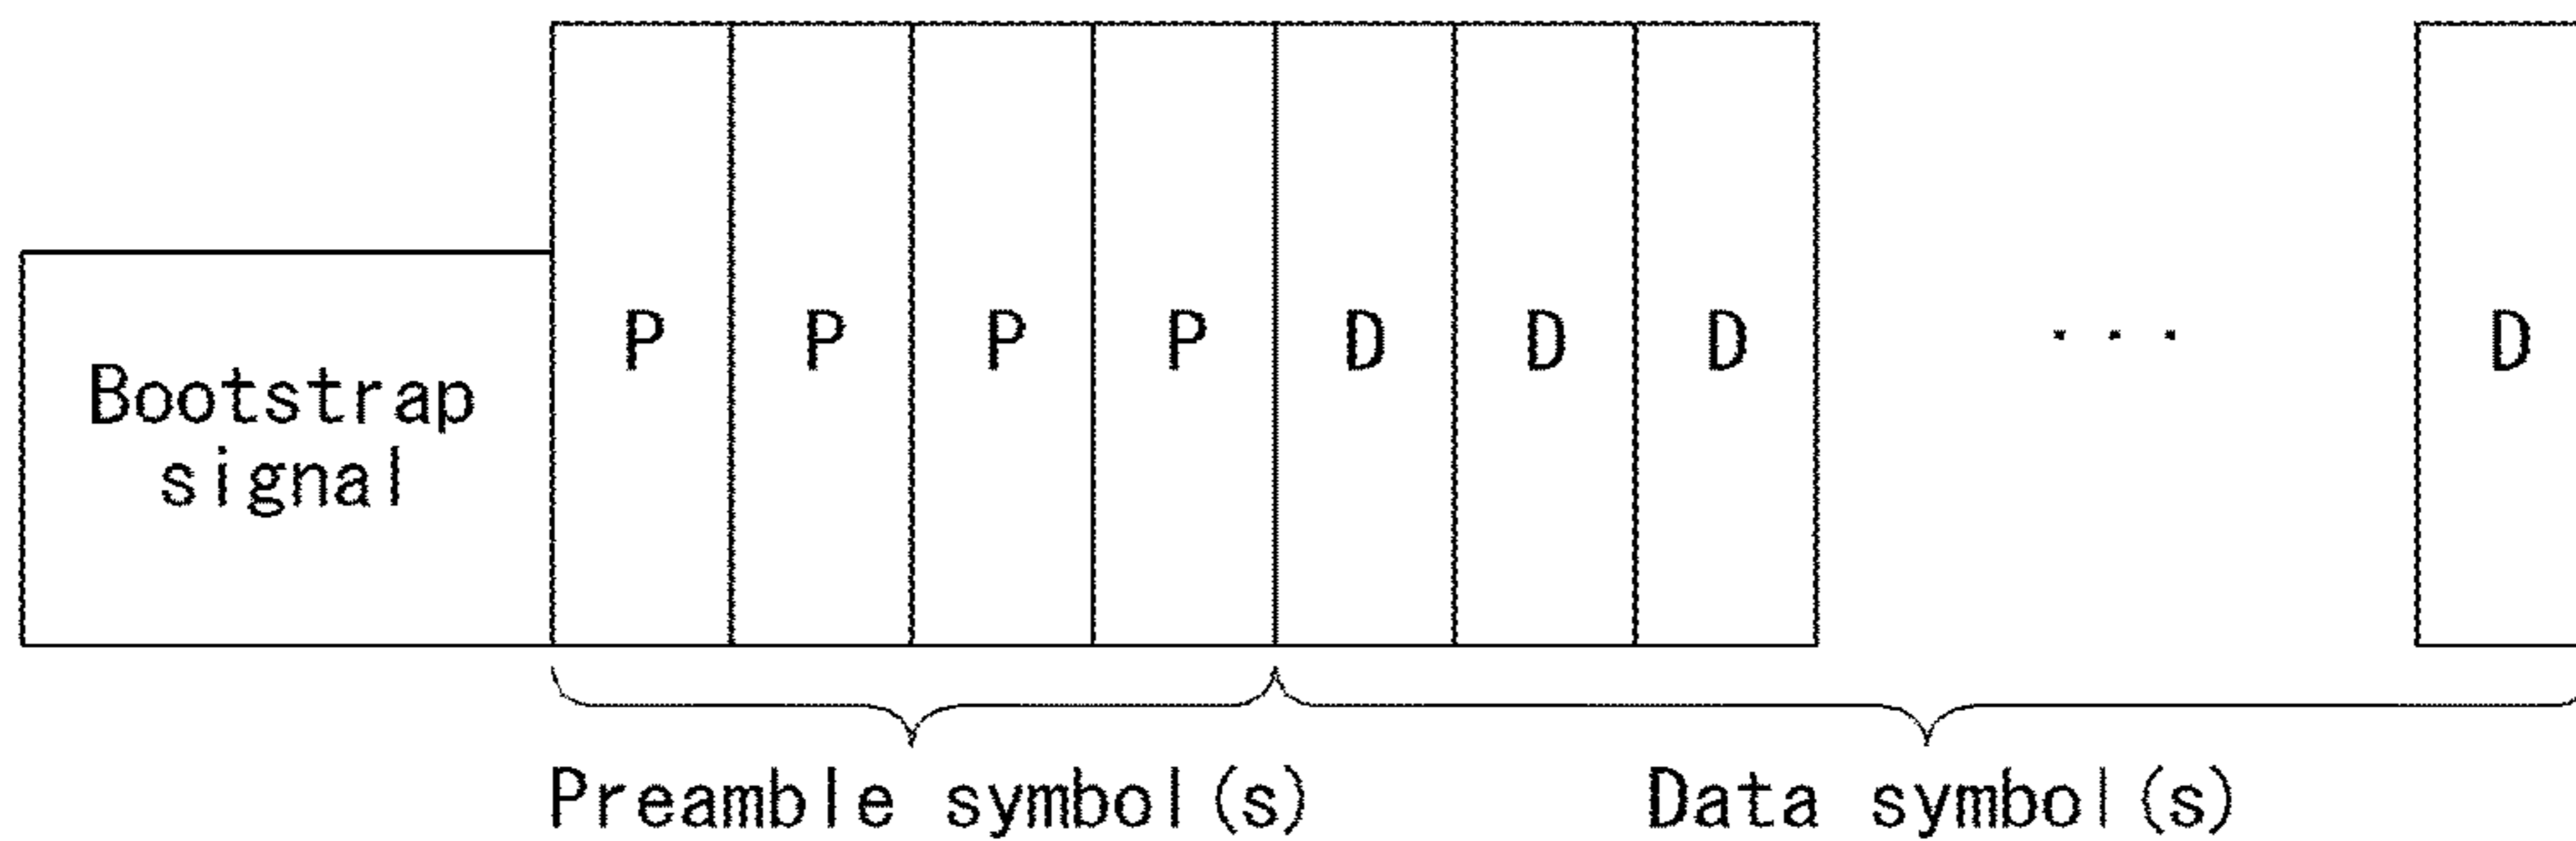 P P P P D D D ... D
Bootstrap
signal
Preamble symbol(s) Data symbol(s)